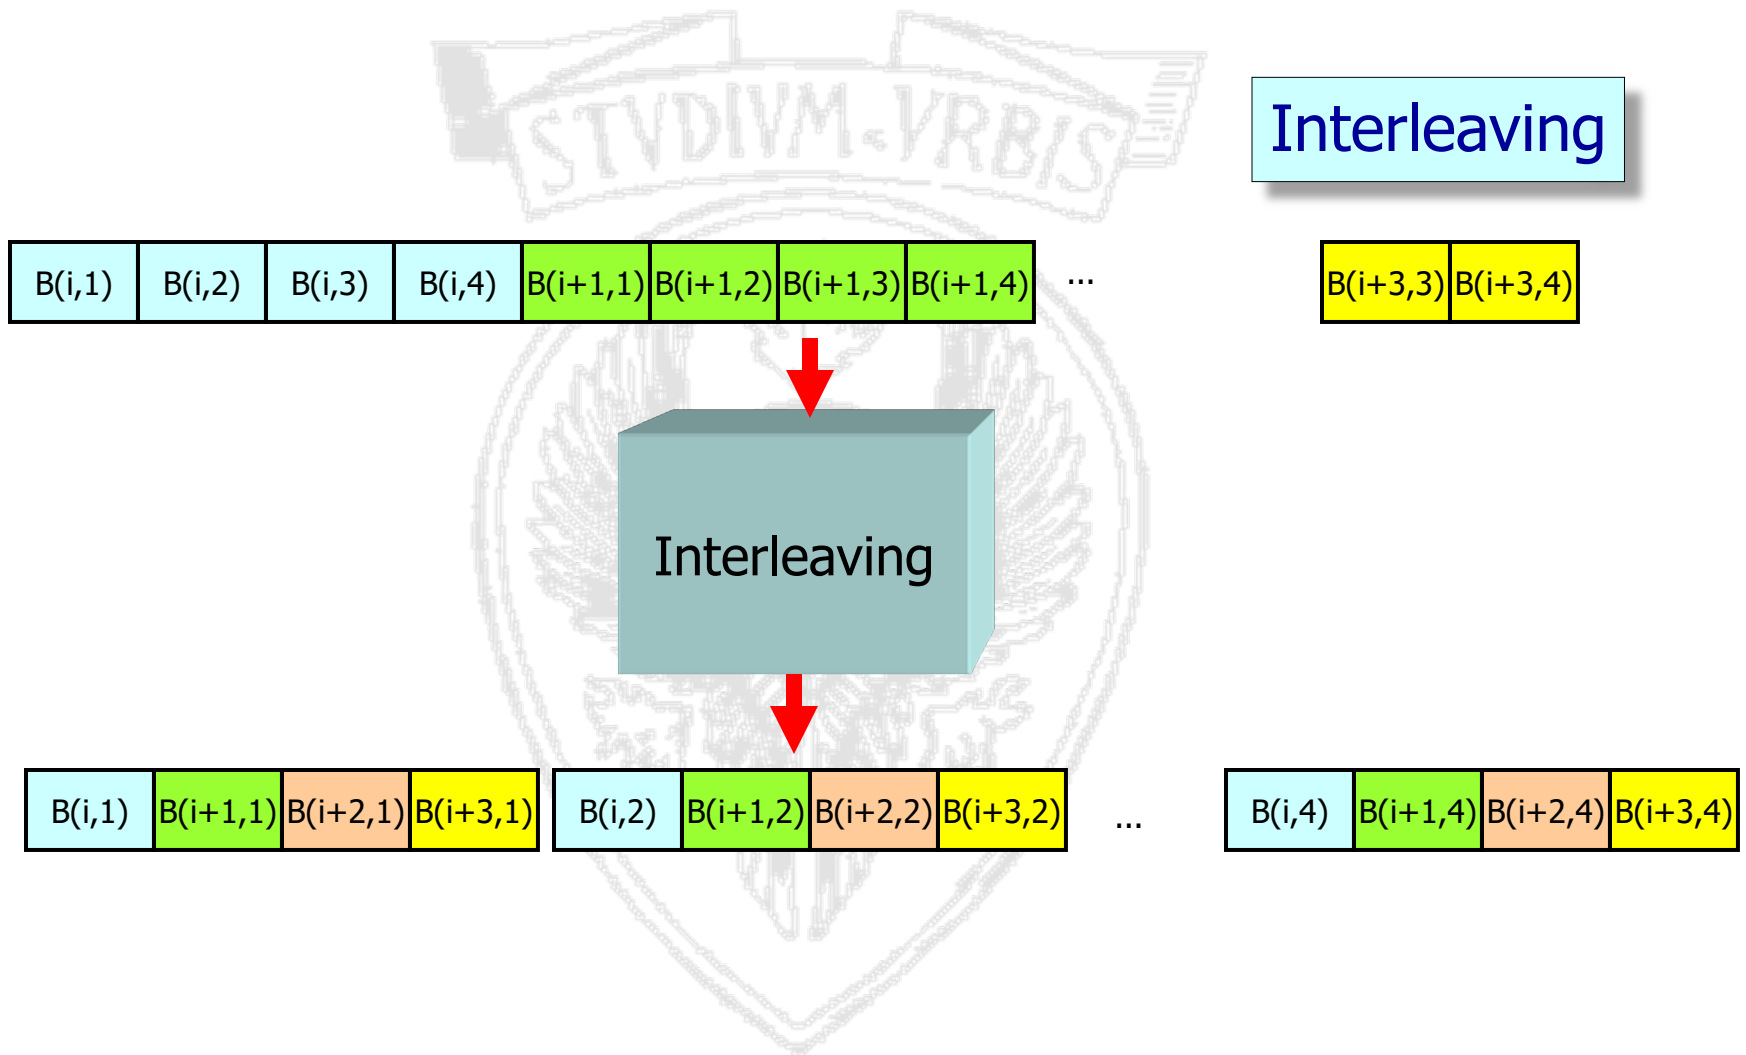 STVDIVM·VRBIS
Interleaving
B(i,1) B(i,2) B(i,3) B(i,4) B(i+1,1) B(i+1,2) B(i+1,3) B(i+1,4) ... B(i+3,3) B(i+3,4)
Interleaving
B(i,1) B(i+1,1) B(i+2,1) B(i+3,1) B(i,2) B(i+1,2) B(i+2,2) B(i+3,2) ... B(i,4) B(i+1,4) B(i+2,4) B(i+3,4)